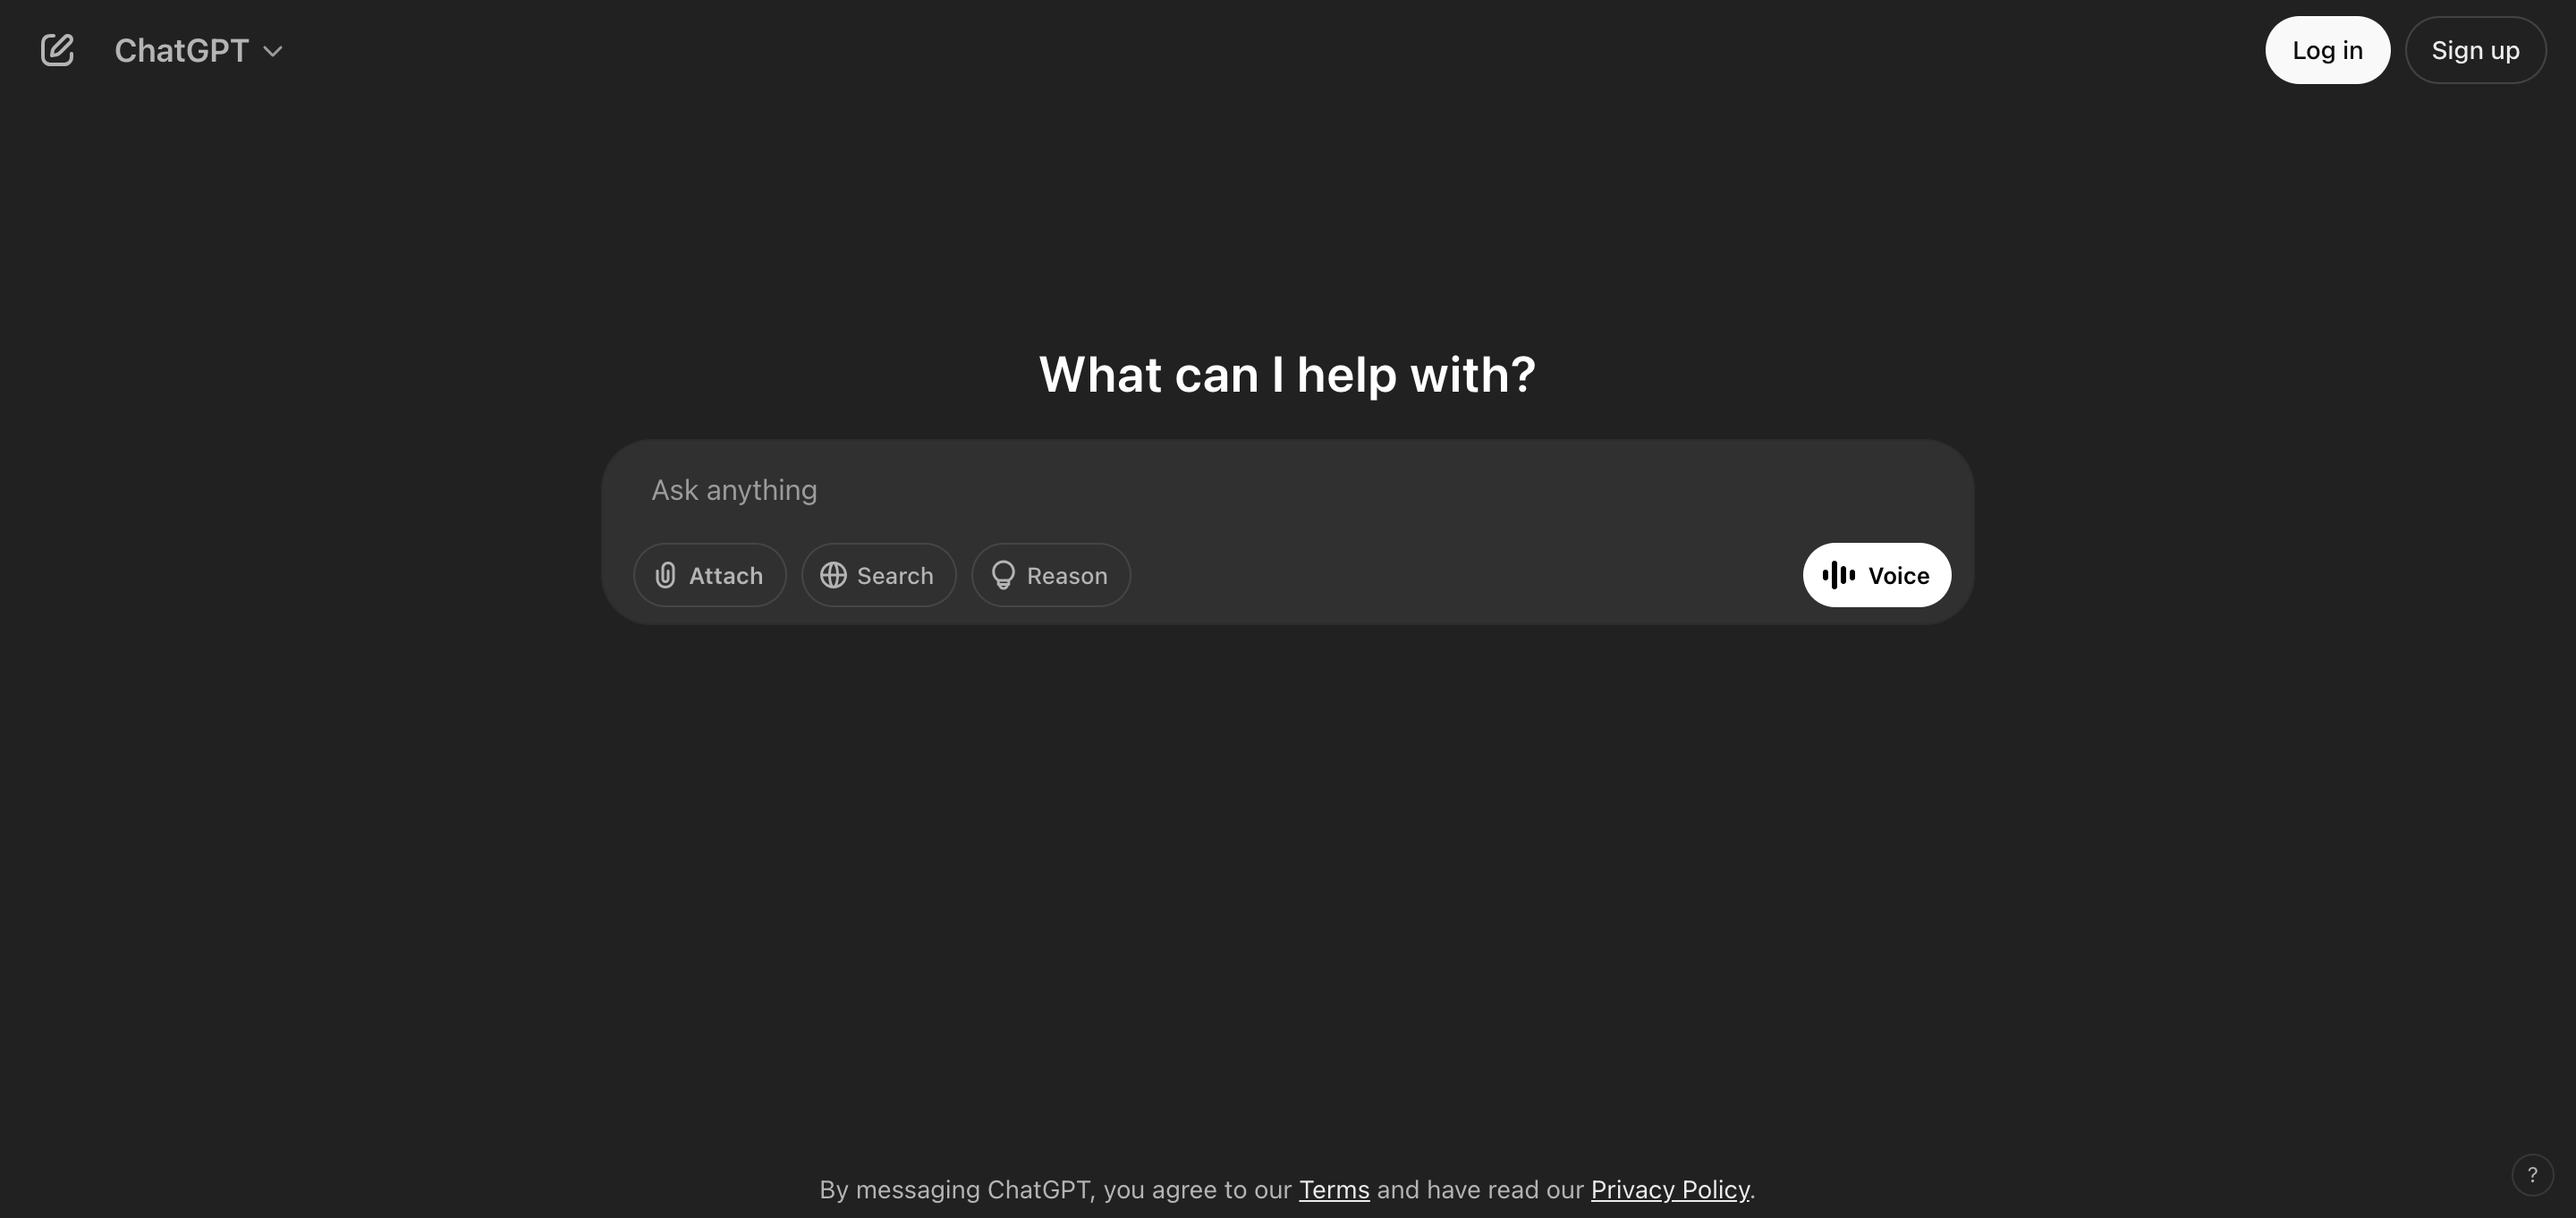 ChatGPT
Log in
Sign up
What can I help with?
Ask anything
Attach
Search
Reason
Voice
By messaging ChatGPT, you agree to our Terms and have read our Privacy Policy.
?